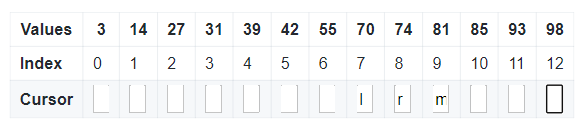 Values 3 14 27 31 39 42 55 70 74 81 85 93 98
Index 0 1 2 3 4 5 6 7 8 9 10 11 12
Cursor l r m